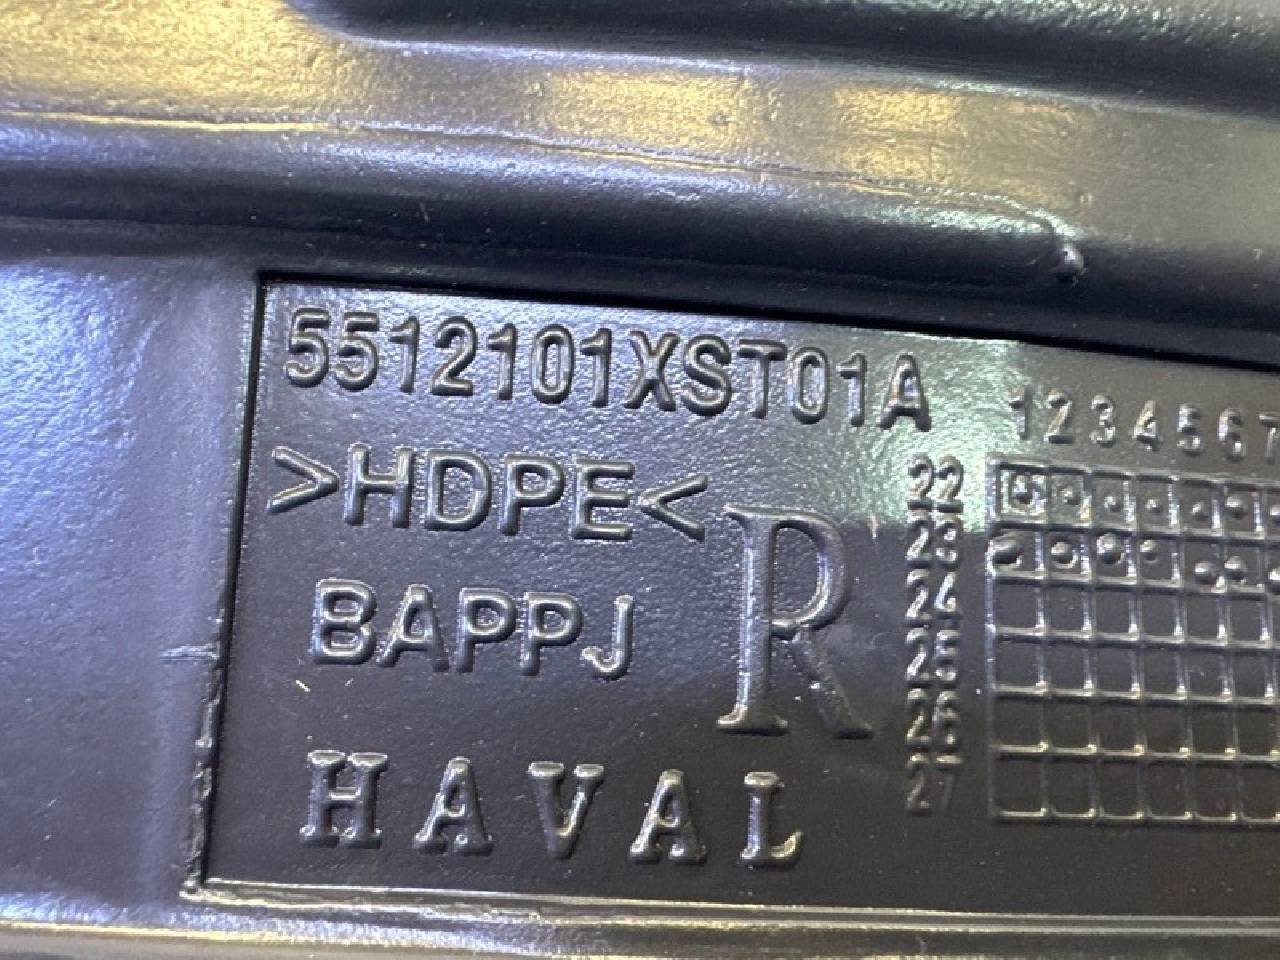 5512101XST01A
>HDPE<
R
BAPPJ
HAVAL
1234567
22
23
24
25
26
27